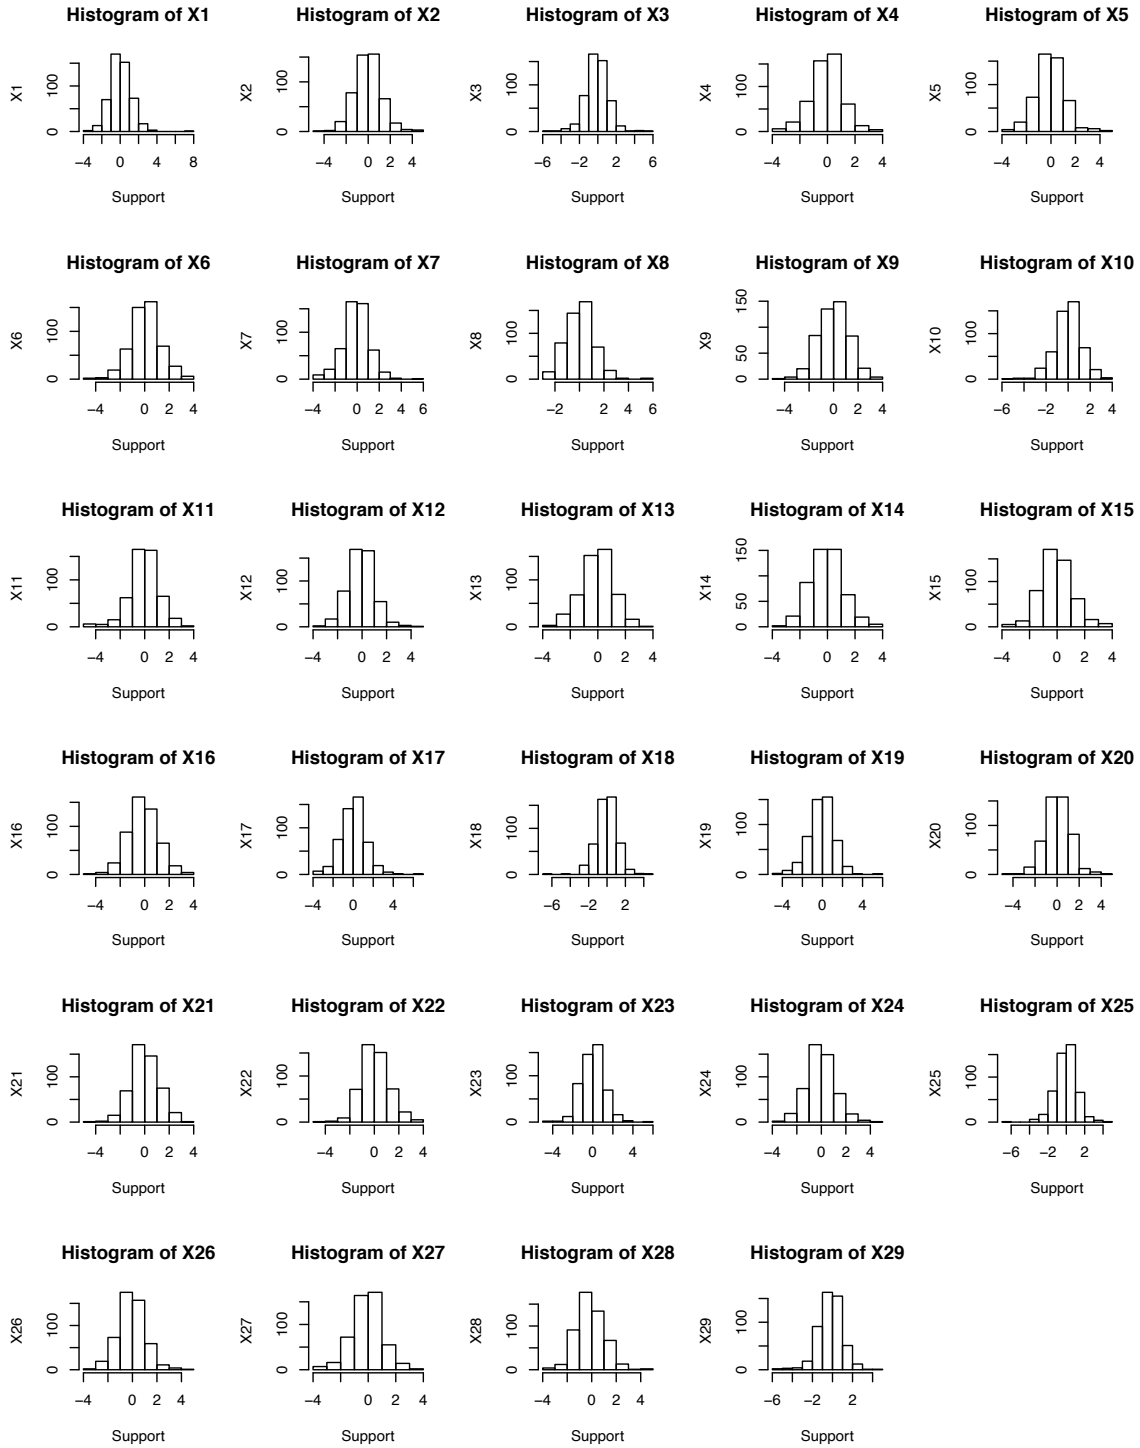 Histogram of X1
X1
0 100
−4 0 4 8
Support
Histogram of X2
X2
0 100
−4 0 2 4
Support
Histogram of X3
X3
0 100
−6 −2 2 6
Support
Histogram of X4
X4
0 100
−4 −2 0 2 4
Support
Histogram of X5
X5
0 100
−4 0 2 4
Support
Histogram of X6
X6
0 100
−4 0 2 4
Support
Histogram of X7
X7
0 100
−4 0 2 4 6
Support
Histogram of X8
X8
0 100
−2 2 4 6
Support
Histogram of X9
X9
0 50 150
−4 0 2 4
Support
Histogram of X10
X10
0 100
−6 −2 2 4
Support
Histogram of X11
X11
0 100
−4 0 2 4
Support
Histogram of X12
X12
0 100
−4 0 2 4
Support
Histogram of X13
X13
0 100
−4 0 2 4
Support
Histogram of X14
X14
0 50 150
−4 −2 0 2 4
Support
Histogram of X15
X15
0 100
−4 0 2 4
Support
Histogram of X16
X16
0 100
−4 0 2 4
Support
Histogram of X17
X17
0 100
−4 0 4
Support
Histogram of X18
X18
0 100
−6 −2 2
Support
Histogram of X19
X19
0 100
−4 0 4
Support
Histogram of X20
X20
0 100
−4 0 2 4
Support
Histogram of X21
X21
0 100
−4 0 2 4
Support
Histogram of X22
X22
0 100
−4 0 2 4
Support
Histogram of X23
X23
0 100
−4 0 4
Support
Histogram of X24
X24
0 100
−4 0 2 4
Support
Histogram of X25
X25
0 100
−6 −2 2
Support
Histogram of X26
X26
0 100
−4 0 2 4
Support
Histogram of X27
X27
0 100
−4 0 2 4
Support
Histogram of X28
X28
0 100
−4 0 2 4
Support
Histogram of X29
X29
0 100
−6 −2 2
Support